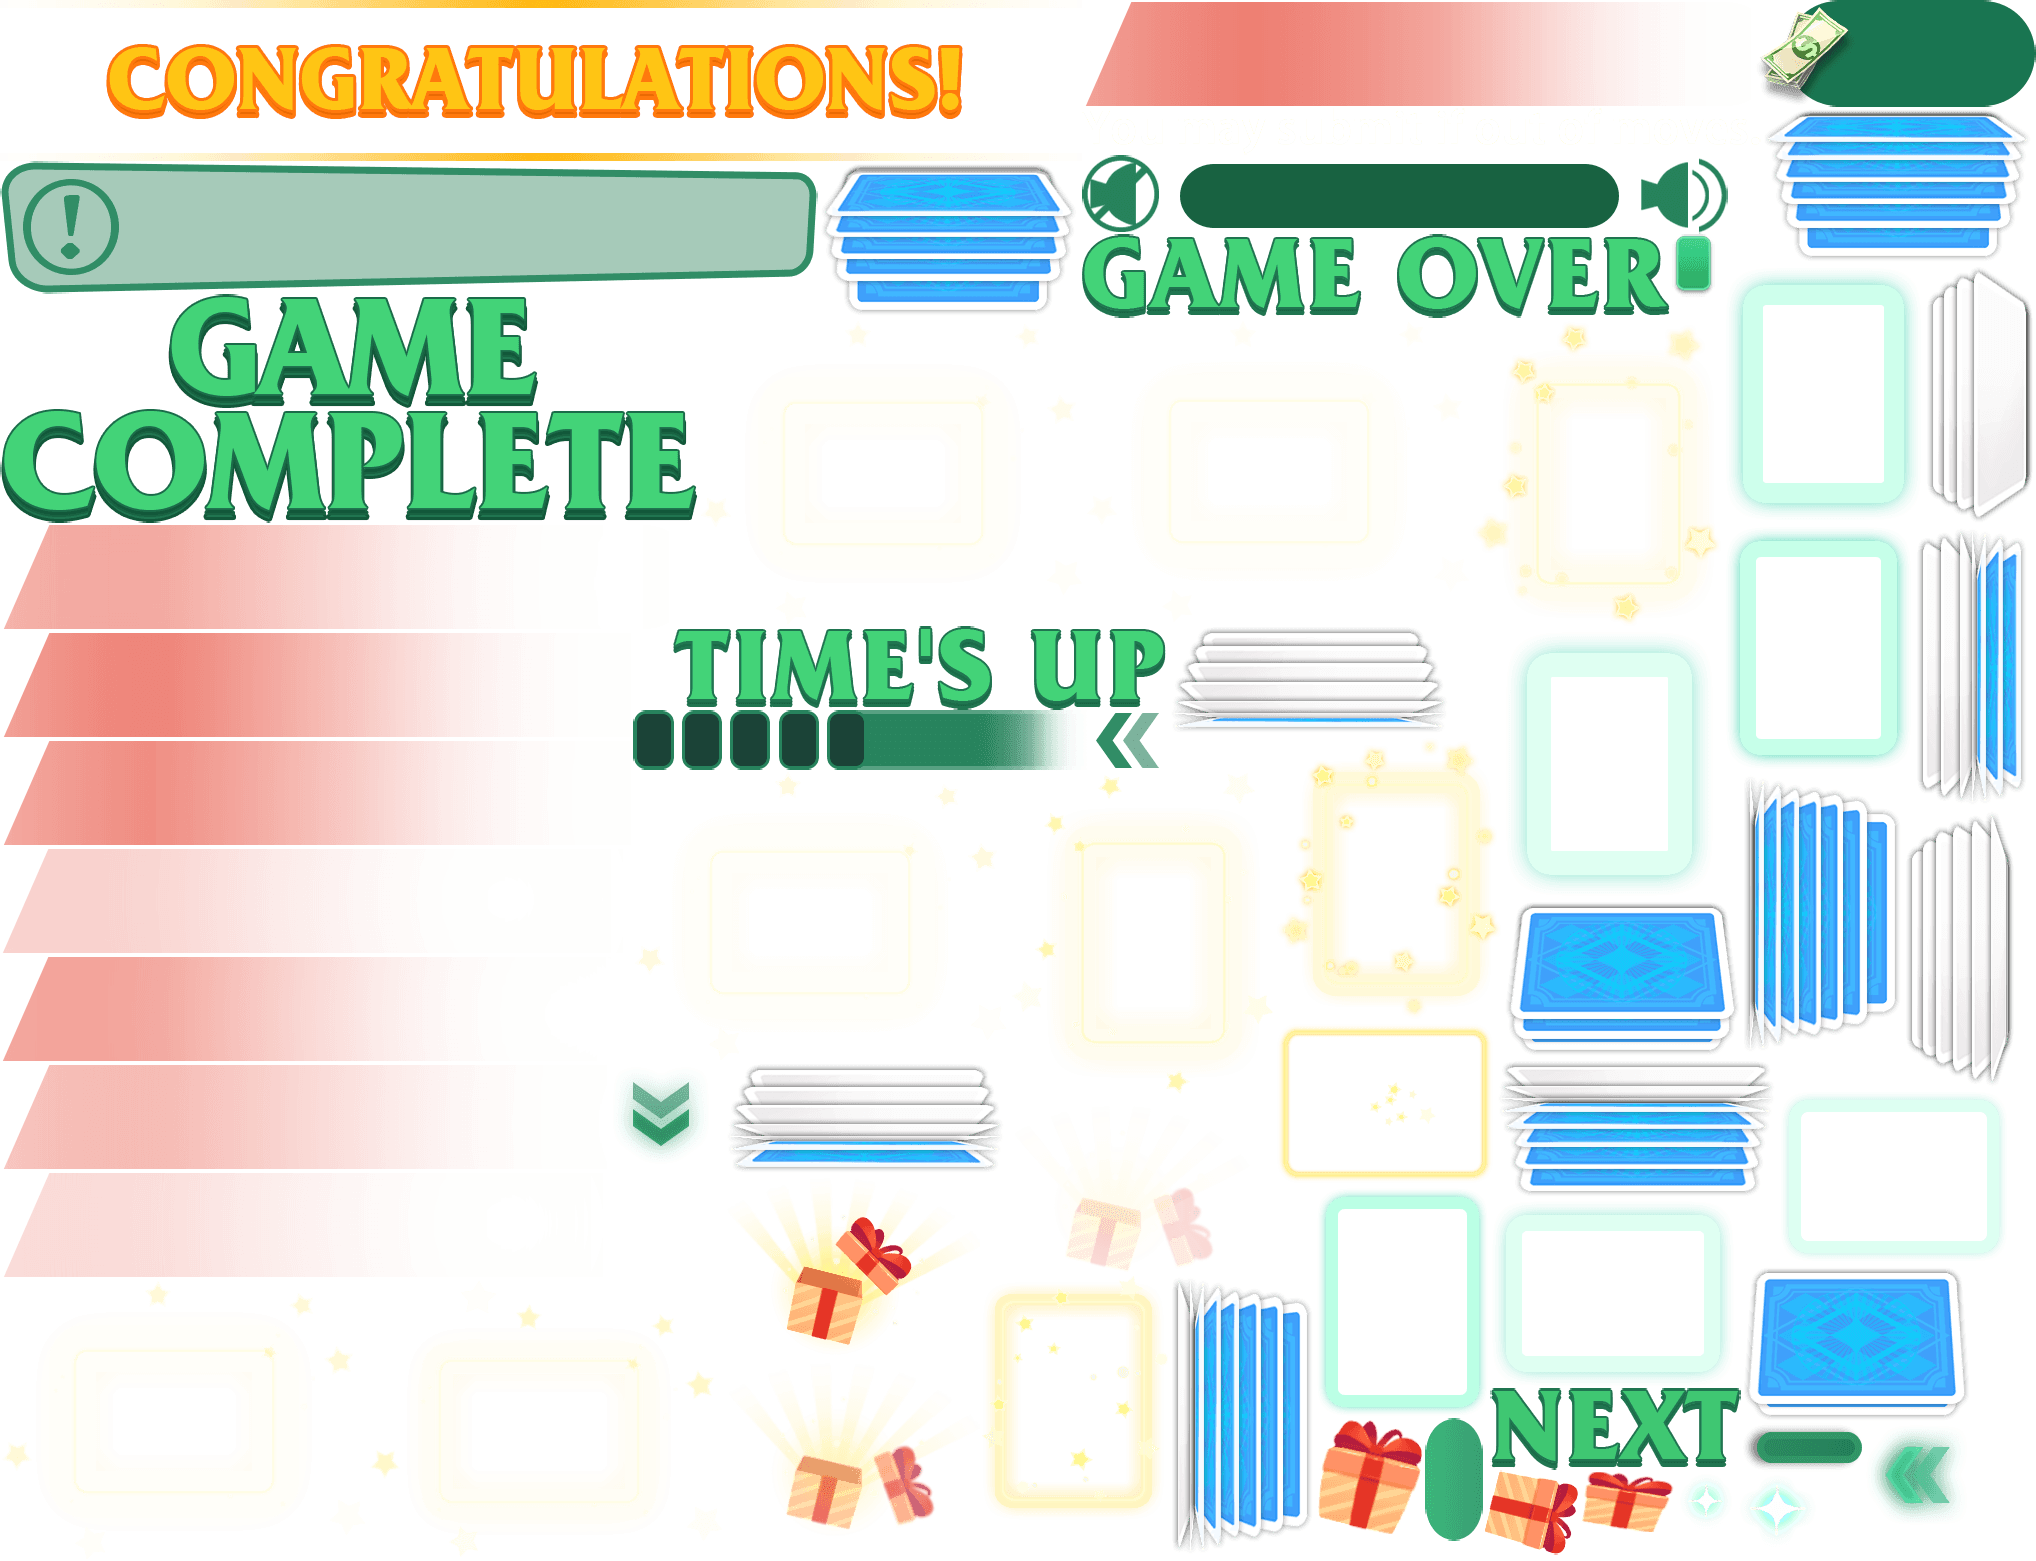 CONGRATULATIONS!
!
GAME OVER
GAME
COMPLETE
TIME'S UP
NEXT